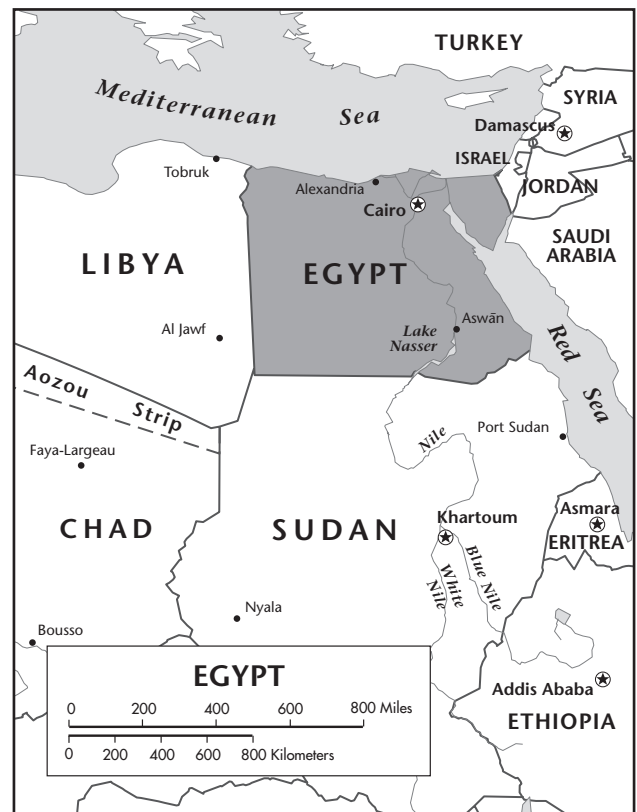 TURKEY
Mediterranean Sea
SYRIA
Damascus
Tobruk
ISRAEL
Alexandria
JORDAN
Cairo
SAUDI
ARABIA
LIBYA
EGYPT
Al Jawf
Lake
Nasser
Aswān
Red Sea
Aozou Strip
Nile
Port Sudan
Faya-Largeau
CHAD
SUDAN
Khartoum
Asmara
ERITREA
Blue Nile
White
Nile
Nyala
Bousso
Addis Ababa
ETHIOPIA
EGYPT
0 200 400 600 800 Miles
0 200 400 600 800 Kilometers